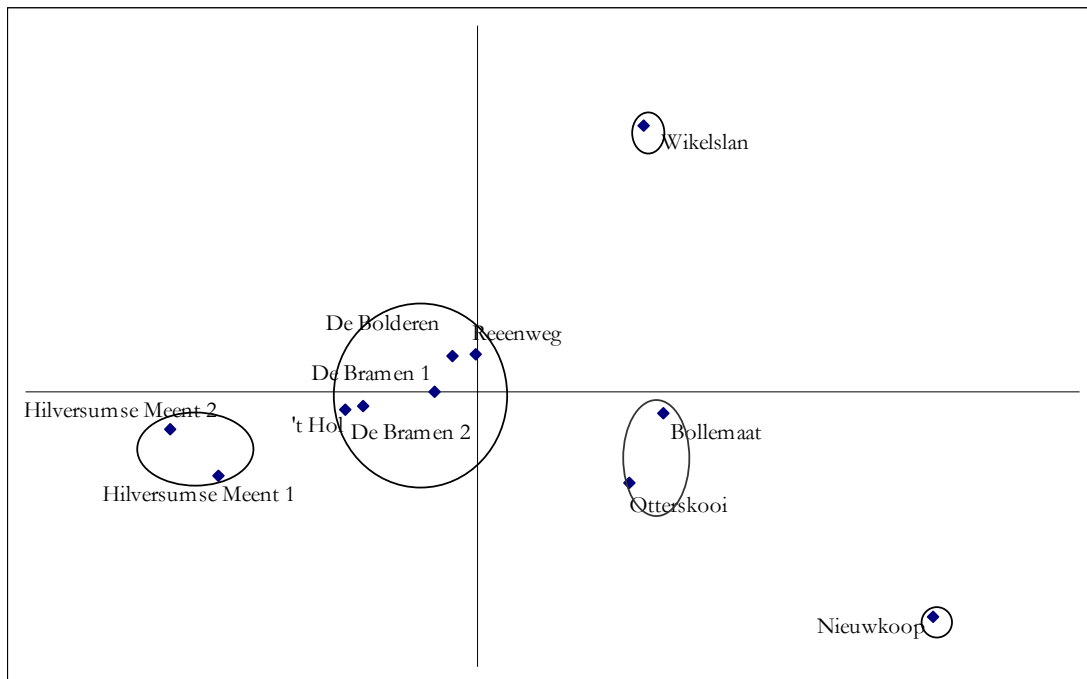 Wikelslan
De Bolderen
Reeenweg
De Bramen 1
Hilversumse Meent 2
't Hol
De Bramen 2
Bollemaat
Hilversumse Meent 1
Otterskooi
Nieuwkoop